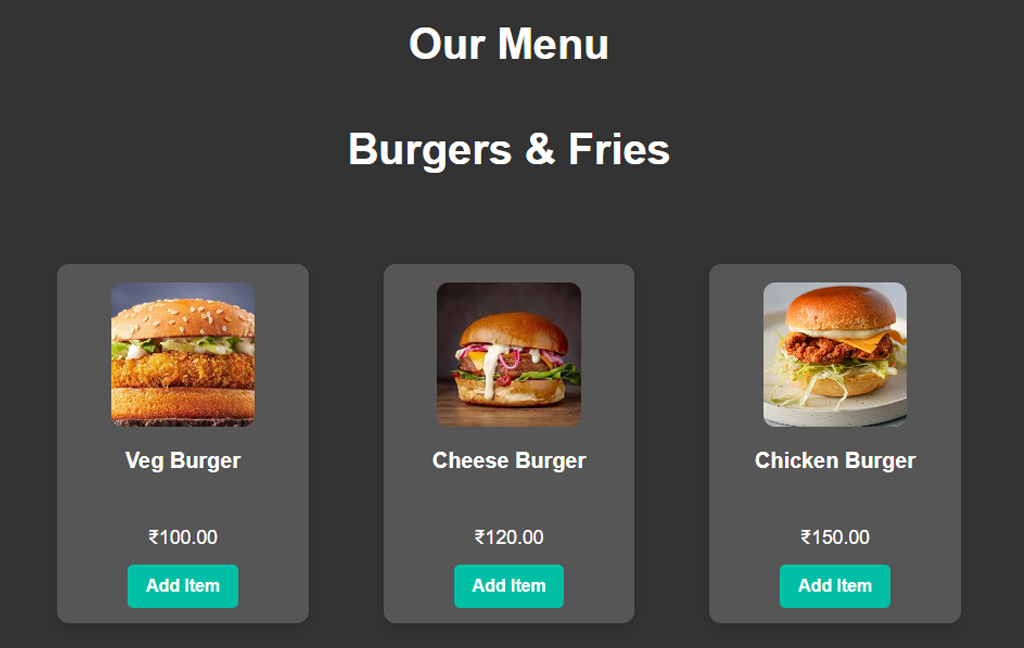 Our Menu
Burgers & Fries
Veg Burger
Cheese Burger
Chicken Burger
₹100.00
₹120.00
₹150.00
Add Item
Add Item
Add Item